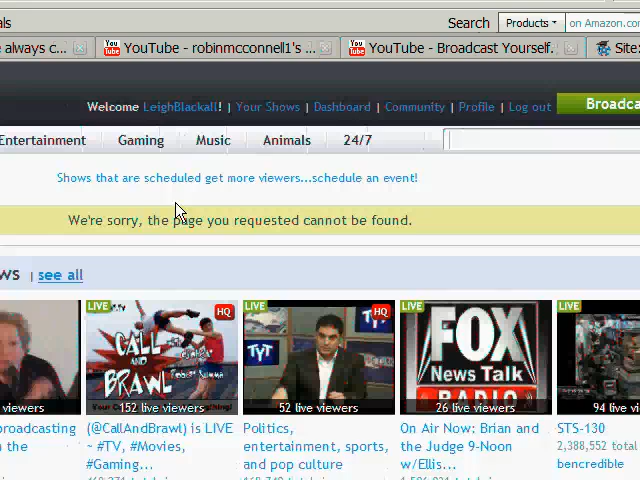 als Search Products on Amazon.com
e always c... YouTube - robinmcconnell1's ... YouTube - Broadcast Yourself. Site:
Welcome LeighBlackall! | Your Shows | Dashboard | Community | Profile | Log out Broadca
Entertainment Gaming Music Animals 24/7
Shows that are scheduled get more viewers...schedule an event!
We're sorry, the page you requested cannot be found.
ws | see all
LIVE HQ LIVE HQ LIVE LIVE
CALL AND BRAWL
TYT
FOX
News Talk
RADIO
viewers 152 live viewers 52 live viewers 26 live viewers 94 live v
broadcasting (@CallAndBrawl) is LIVE Politics, On Air Now: Brian and STS-130
n the ~ #TV, #Movies, entertainment, sports, the Judge 9-Noon 2,388,552 total
#Gaming... and pop culture w/Ellis... bencredible